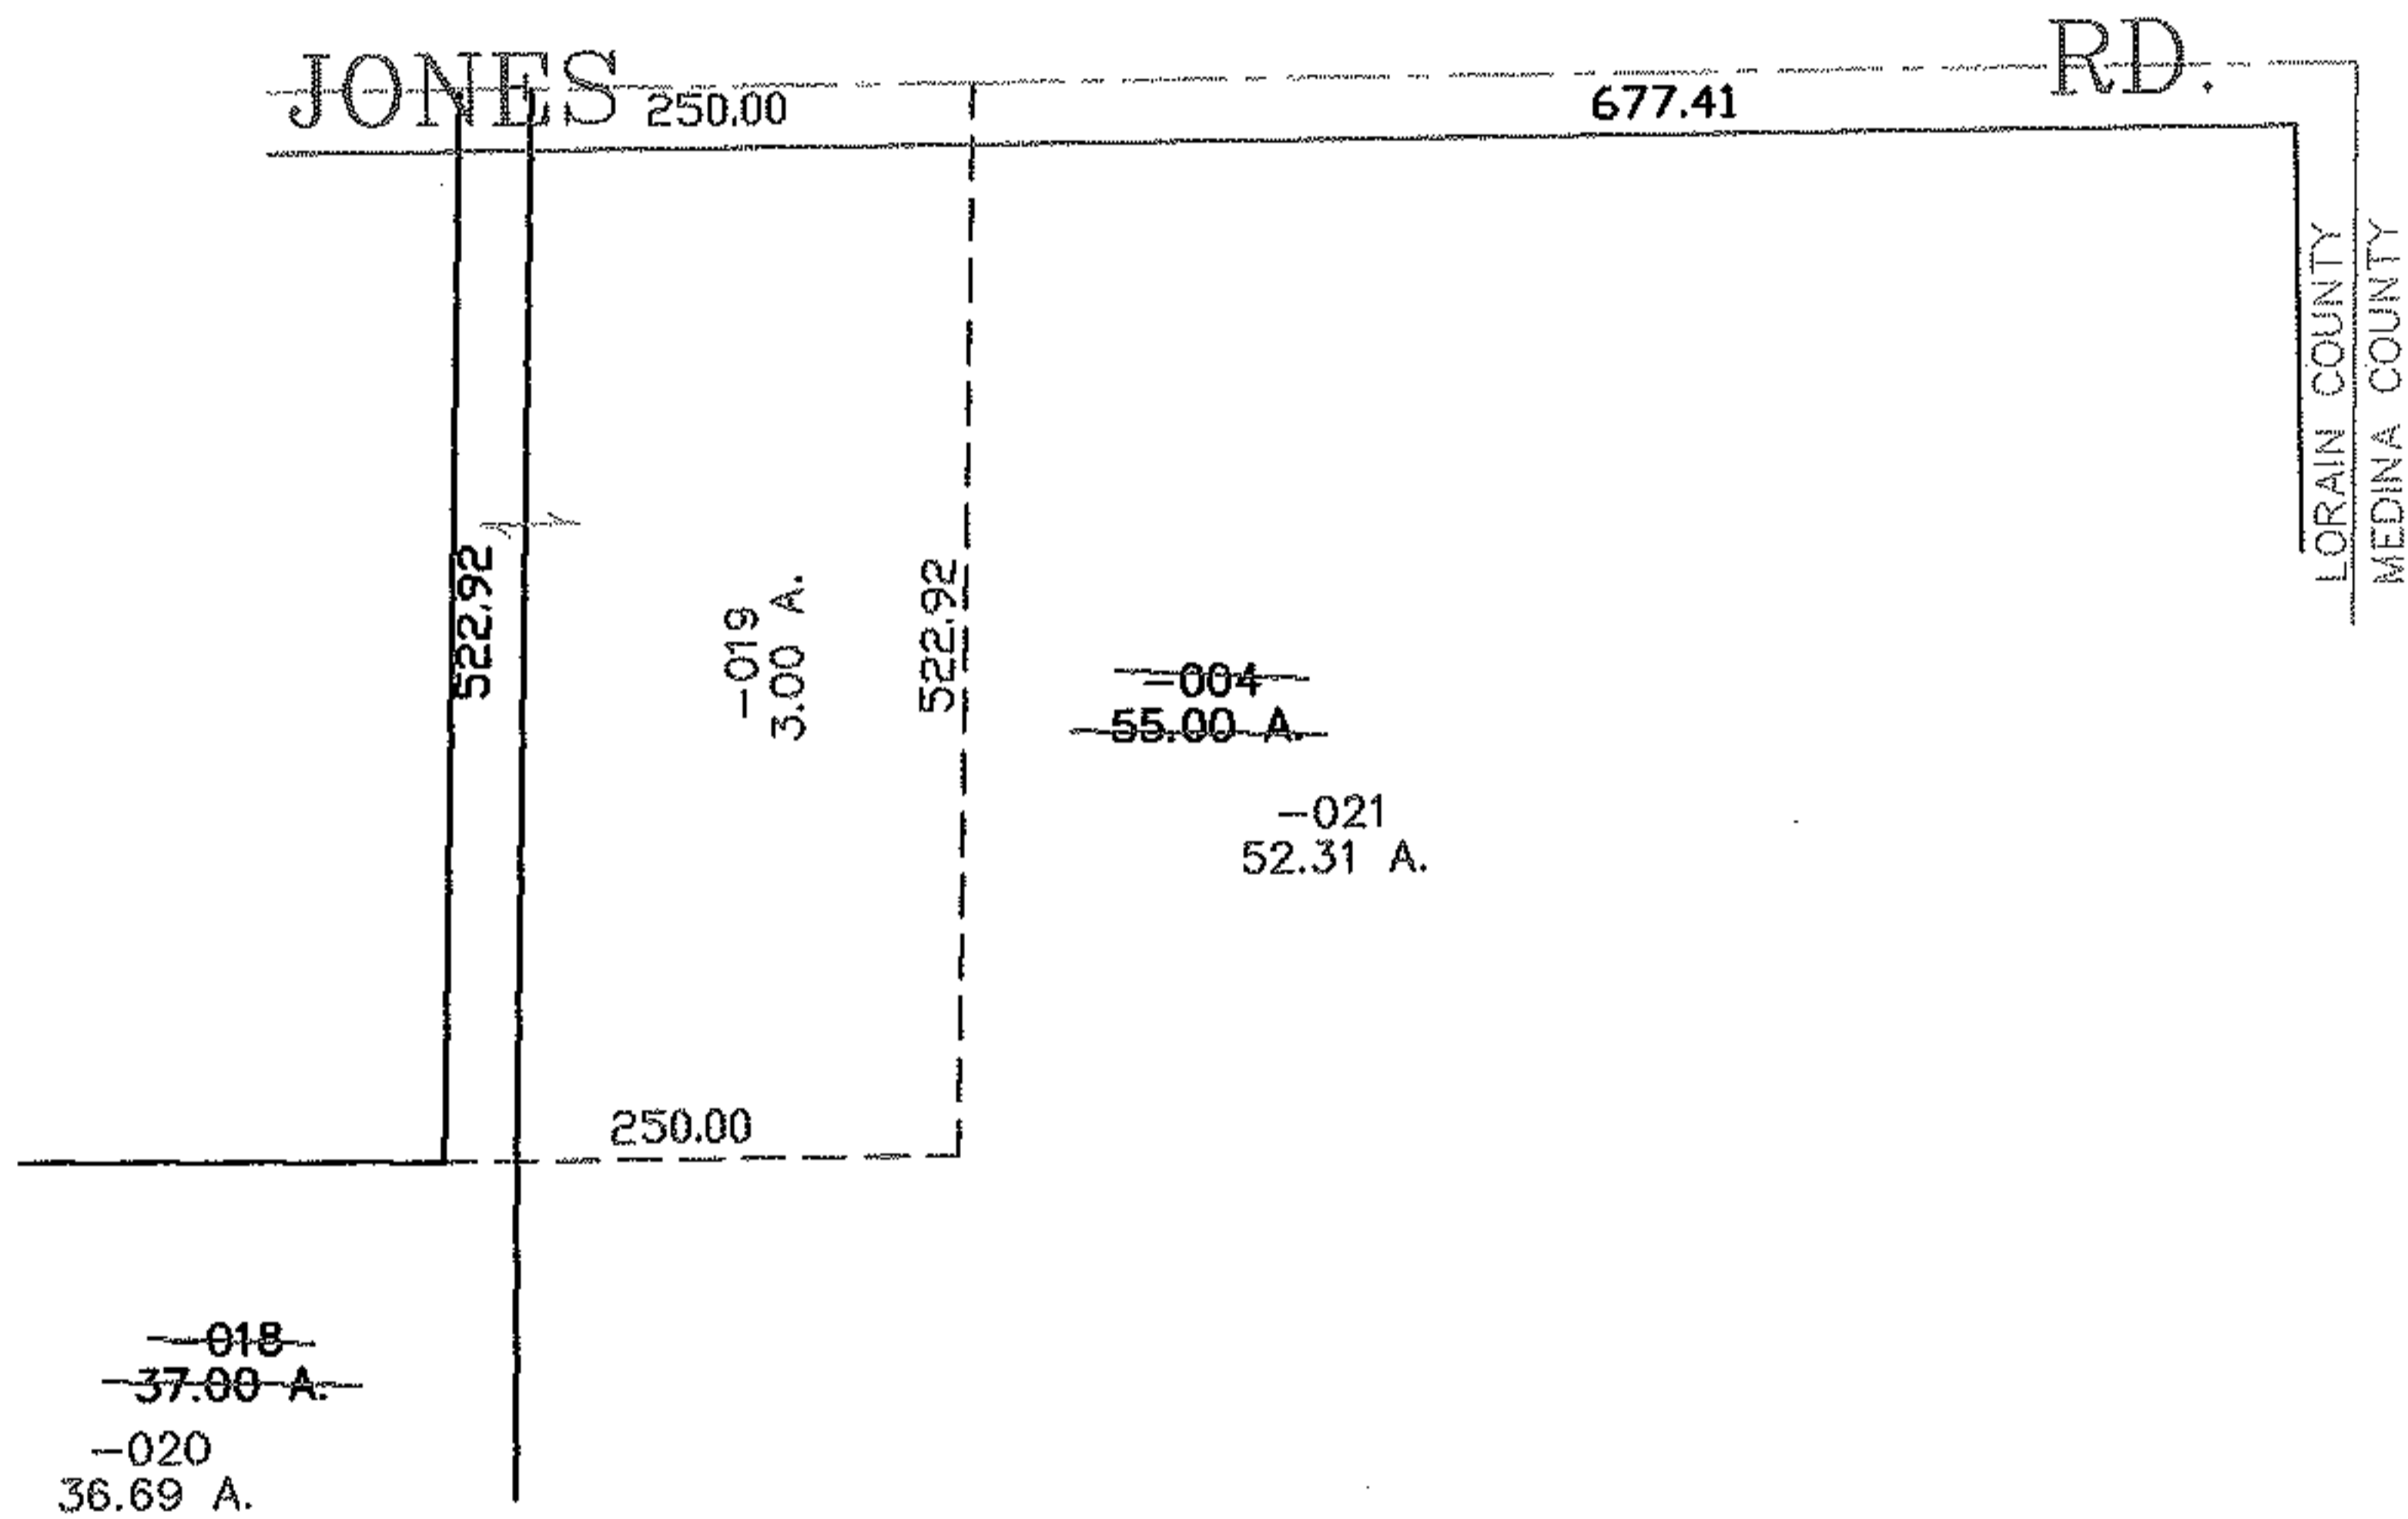 JONES RD.
250.00
677.41
LORAIN COUNTY
MEDINA COUNTY
522.92
-019
3.00 A.
522.92
-004
55.00 A.
-021
52.31 A.
250.00
-018
37.00 A.
-020
36.69 A.